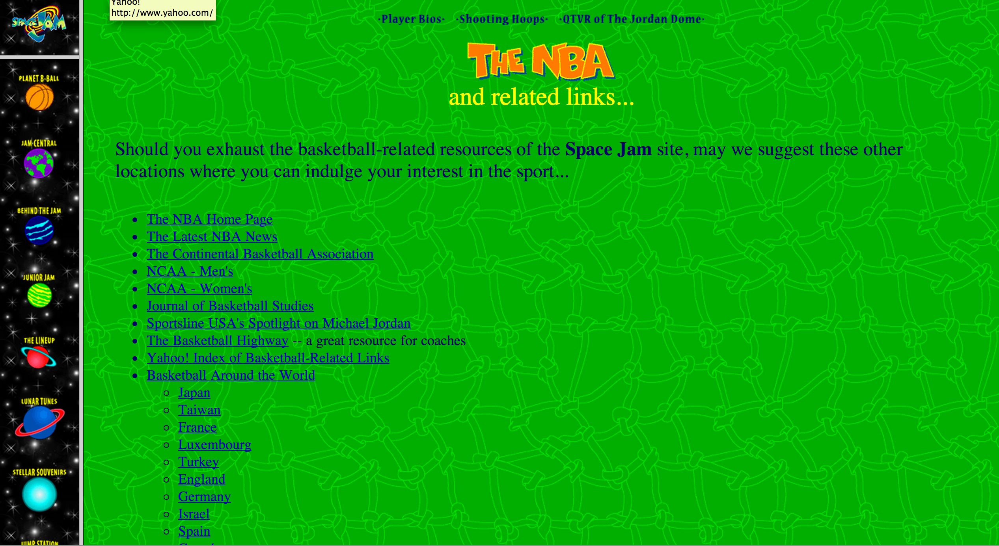 Yahoo!
http://www.yahoo.com/
SPACE JAM
PLANET B-BALL
JAM CENTRAL
BEHIND THE JAM
JUNIOR JAM
THE LINEUP
LUNAR TUNES
STELLAR SOUVENIRS
JUMP STATION
·Player Bios· ·Shooting Hoops· ·QTVR of The Jordan Dome·
THE NBA
and related links...
Should you exhaust the basketball-related resources of the Space Jam site, may we suggest these other
locations where you can indulge your interest in the sport...
The NBA Home Page
The Latest NBA News
The Continental Basketball Association
NCAA - Men's
NCAA - Women's
Journal of Basketball Studies
Sportsline USA's Spotlight on Michael Jordan
The Basketball Highway -- a great resource for coaches
Yahoo! Index of Basketball-Related Links
Basketball Around the World
Japan
Taiwan
France
Luxembourg
Turkey
England
Germany
Israel
Spain